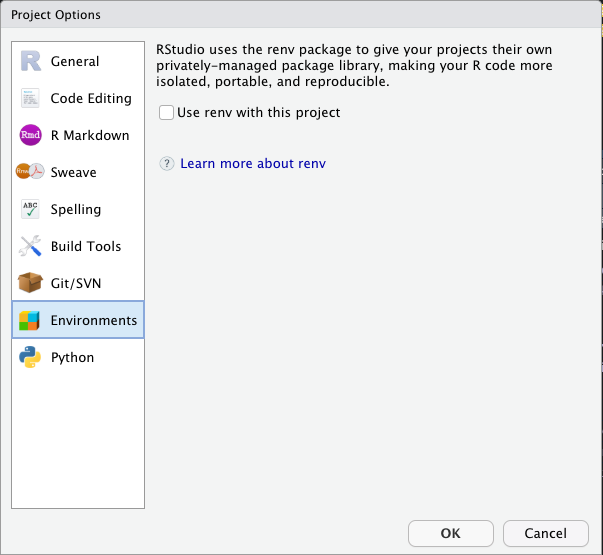 Project Options
General
Code Editing
R Markdown
Sweave
Spelling
Build Tools
Git/SVN
Environments
Python
RStudio uses the renv package to give your projects their own
privately-managed package library, making your R code more
isolated, portable, and reproducible.
Use renv with this project
? Learn more about renv
OK
Cancel
R
Rmd
ABC